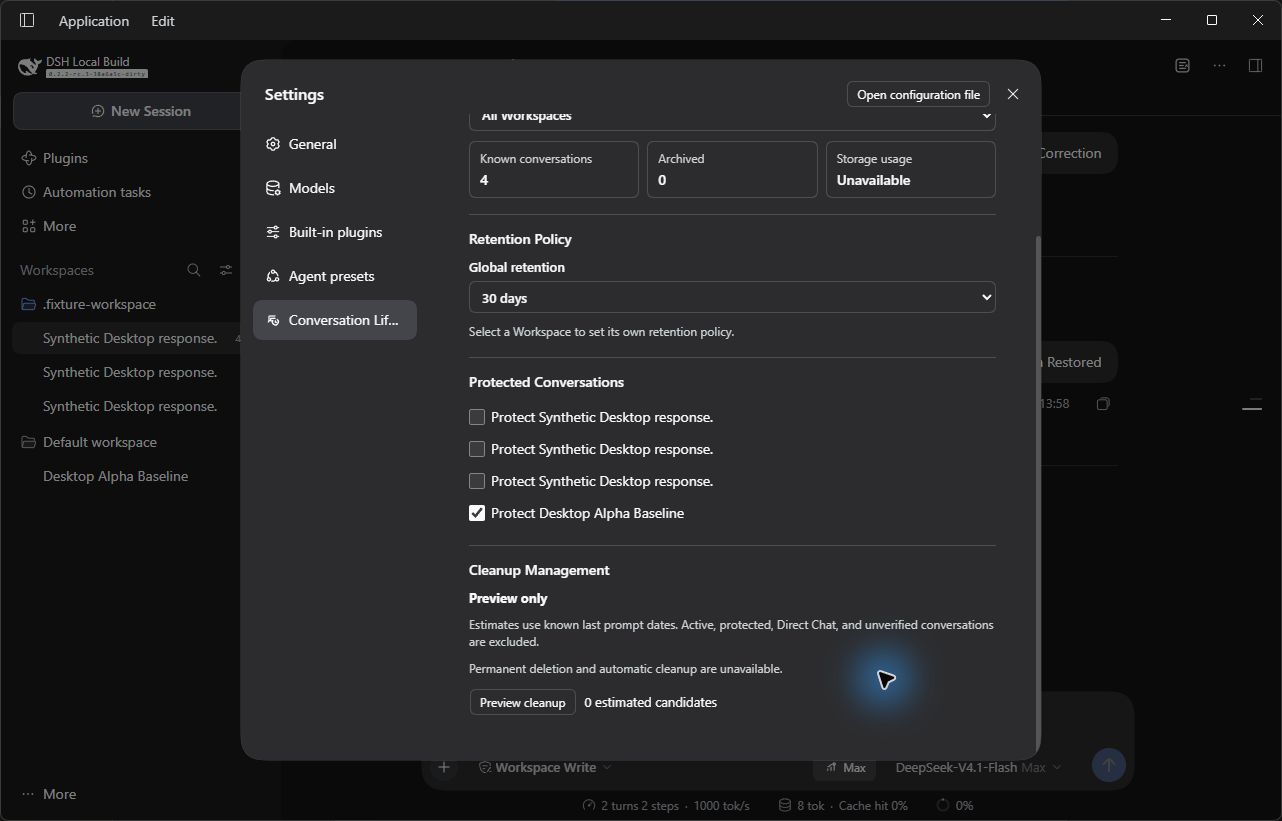 Application Edit
DSH Local Build
New Session
Plugins
Automation tasks
More
Workspaces
.fixture-workspace
Synthetic Desktop response. 4
Synthetic Desktop response.
Synthetic Desktop response.
Default workspace
Desktop Alpha Baseline
More
Settings
Open configuration file
General
Models
Built-in plugins
Agent presets
Conversation Lif...
All Workspaces
Known conversations
4
Archived
0
Storage usage
Unavailable
Retention Policy
Global retention
30 days
Select a Workspace to set its own retention policy.
Protected Conversations
Protect Synthetic Desktop response.
Protect Synthetic Desktop response.
Protect Synthetic Desktop response.
Protect Desktop Alpha Baseline
Cleanup Management
Preview only
Estimates use known last prompt dates. Active, protected, Direct Chat, and unverified conversations
are excluded.
Permanent deletion and automatic cleanup are unavailable.
Preview cleanup 0 estimated candidates
Correction
Restored
13:58
Workspace Write Max DeepSeek-V4.1-Flash Max
2 turns 2 steps · 1000 tok/s 8 tok · Cache hit 0% 0%